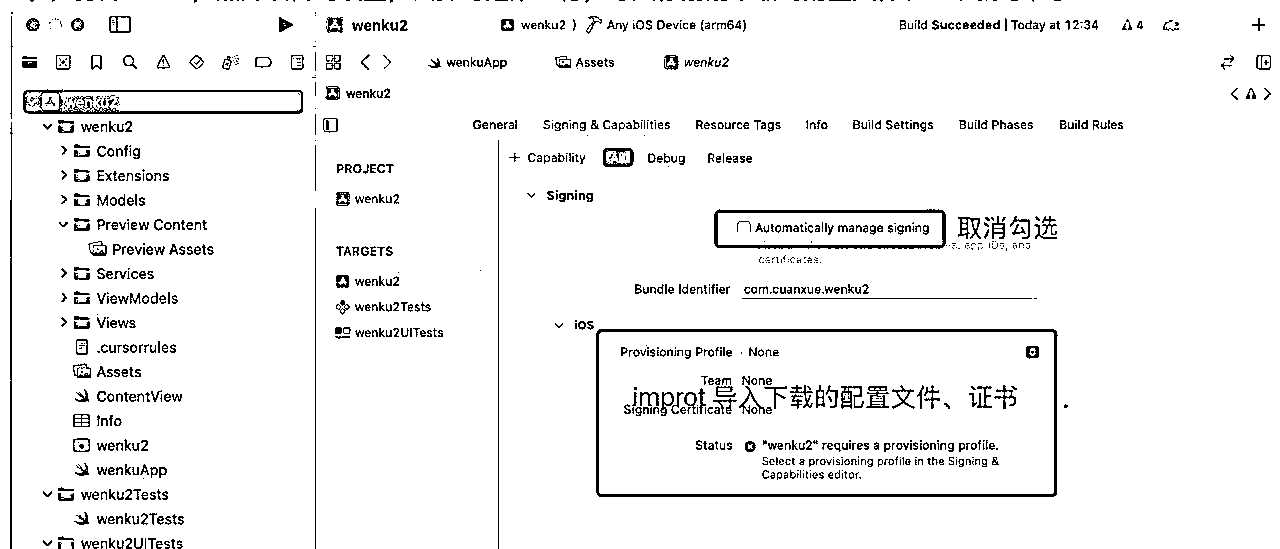 wenku2
wenku2
Any iOS Device (arm64)
Build Succeeded | Today at 12:34
4
wenkuApp
Assets
wenku2
wenku2
wenku2
wenku2
Config
Extensions
Models
Preview Content
Preview Assets
Services
ViewModels
Views
.cursorrules
Assets
ContentView
Info
wenku2
wenkuApp
wenku2Tests
wenku2Tests
wenku2UITests
General
Signing & Capabilities
Resource Tags
Info
Build Settings
Build Phases
Build Rules
PROJECT
wenku2
TARGETS
wenku2
wenku2Tests
wenku2UITests
+ Capability
All
Debug
Release
Signing
Automatically manage signing
取消勾选
certificates.
Bundle Identifier
com.cuanxue.wenku2
iOS
Provisioning Profile
None
Team
None
improt 导入下载的配置文件、证书
Signing Certificate
None
Status
"wenku2" requires a provisioning profile.
Select a provisioning profile in the Signing &
Capabilities editor.